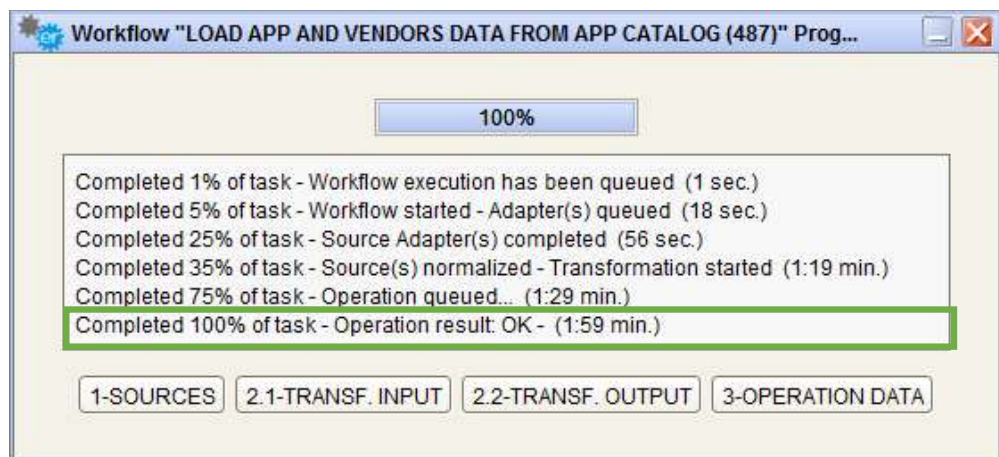 Workflow "LOAD APP AND VENDORS DATA FROM APP CATALOG (487)" Prog...
100%
Completed 1% of task - Workflow execution has been queued (1 sec.)
Completed 5% of task - Workflow started - Adapter(s) queued (18 sec.)
Completed 25% of task - Source Adapter(s) completed (56 sec.)
Completed 35% of task - Source(s) normalized - Transformation started (1:19 min.)
Completed 75% of task - Operation queued... (1:29 min.)
Completed 100% of task - Operation result: OK - (1:59 min.)
1-SOURCES 2.1-TRANSF. INPUT 2.2-TRANSF. OUTPUT 3-OPERATION DATA